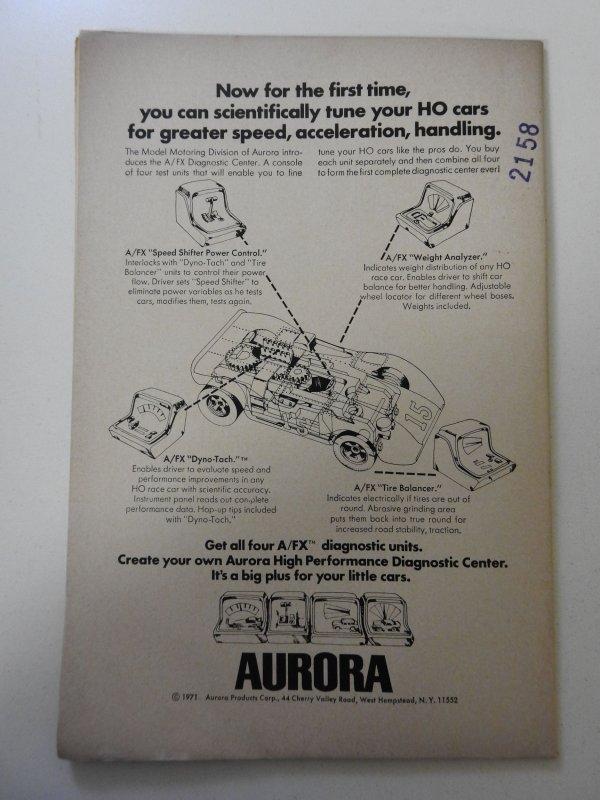 Now for the first time,
you can scientifically tune your HO cars
for greater speed, acceleration, handling.
2158
The Model Motoring Division of Aurora intro-
duces the A/FX Diagnostic Center. A console
of four test units that will enable you to fine
tune your HO cars like the pros do. You buy
each unit separately and then combine all four
to form the first complete diagnostic center ever!
A/FX "Speed Shifter Power Control."
Interlocks with "Dyno-Tach" and "Tire
Balancer" units to control their power
flow. Driver sets "Speed Shifter" to
eliminate power variables as he tests
cars, modifies them, tests again.
A/FX "Weight Analyzer."
Indicates weight distribution of any HO
race car. Enables driver to shift car
balance for better handling. Adjustable
wheel locator for different wheel bases.
Weights included.
15
A/FX "Dyno-Tach."™
Enables driver to evaluate speed and
performance improvements in any
HO race car with scientific accuracy.
Instrument panel reads out complete
performance data. Hop-up tips included
with "Dyno-Tach."
A/FX "Tire Balancer."
Indicates electrically if tires are out of
round. Abrasive grinding area
puts them back into true round for
increased road stability, traction.
Get all four A/FX™ diagnostic units.
Create your own Aurora High Performance Diagnostic Center.
It's a big plus for your little cars.
AURORA
© 1971 Aurora Products Corp., 44 Cherry Valley Road, West Hempstead, N. Y. 11552